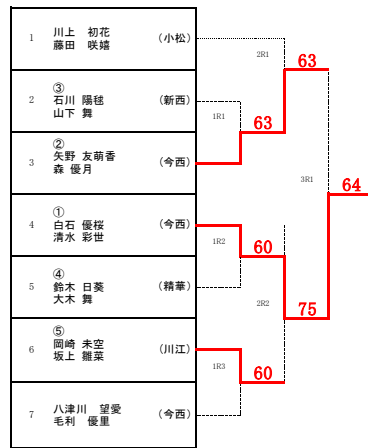 1 川上 初花 (小松)
藤田 咲嬉
2R1 63
③
2 石川 陽毬 (新西)
山下 舞
1R1 63
②
3 矢野 友萌香 (今西)
森 優月
3R1 64
①
4 白石 優桜 (今西)
清水 彩世
1R2 60
④
5 鈴木 日葵 (精華)
大木 舞
2R2 75
⑤
6 岡崎 未空 (川江)
坂上 雛菜
1R3 60
7 八津川 望愛 (今西)
毛利 優里